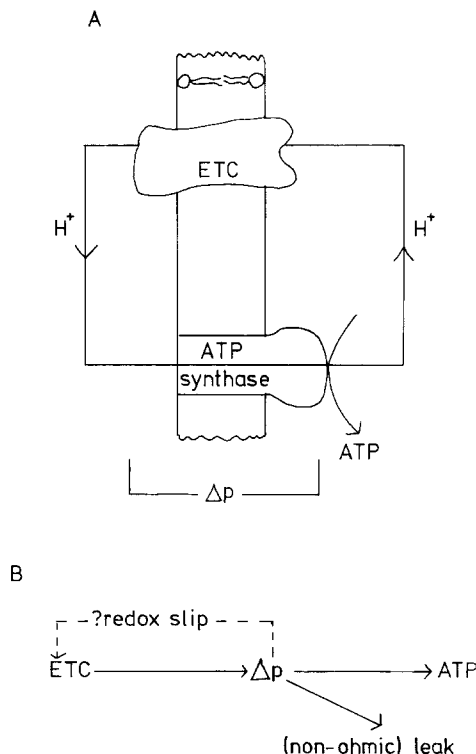 A
ETC
H+
H+
ATP
synthase
ATP
Δp
B
?redox slip
ETC
Δp
ATP
(non-ohmic) leak